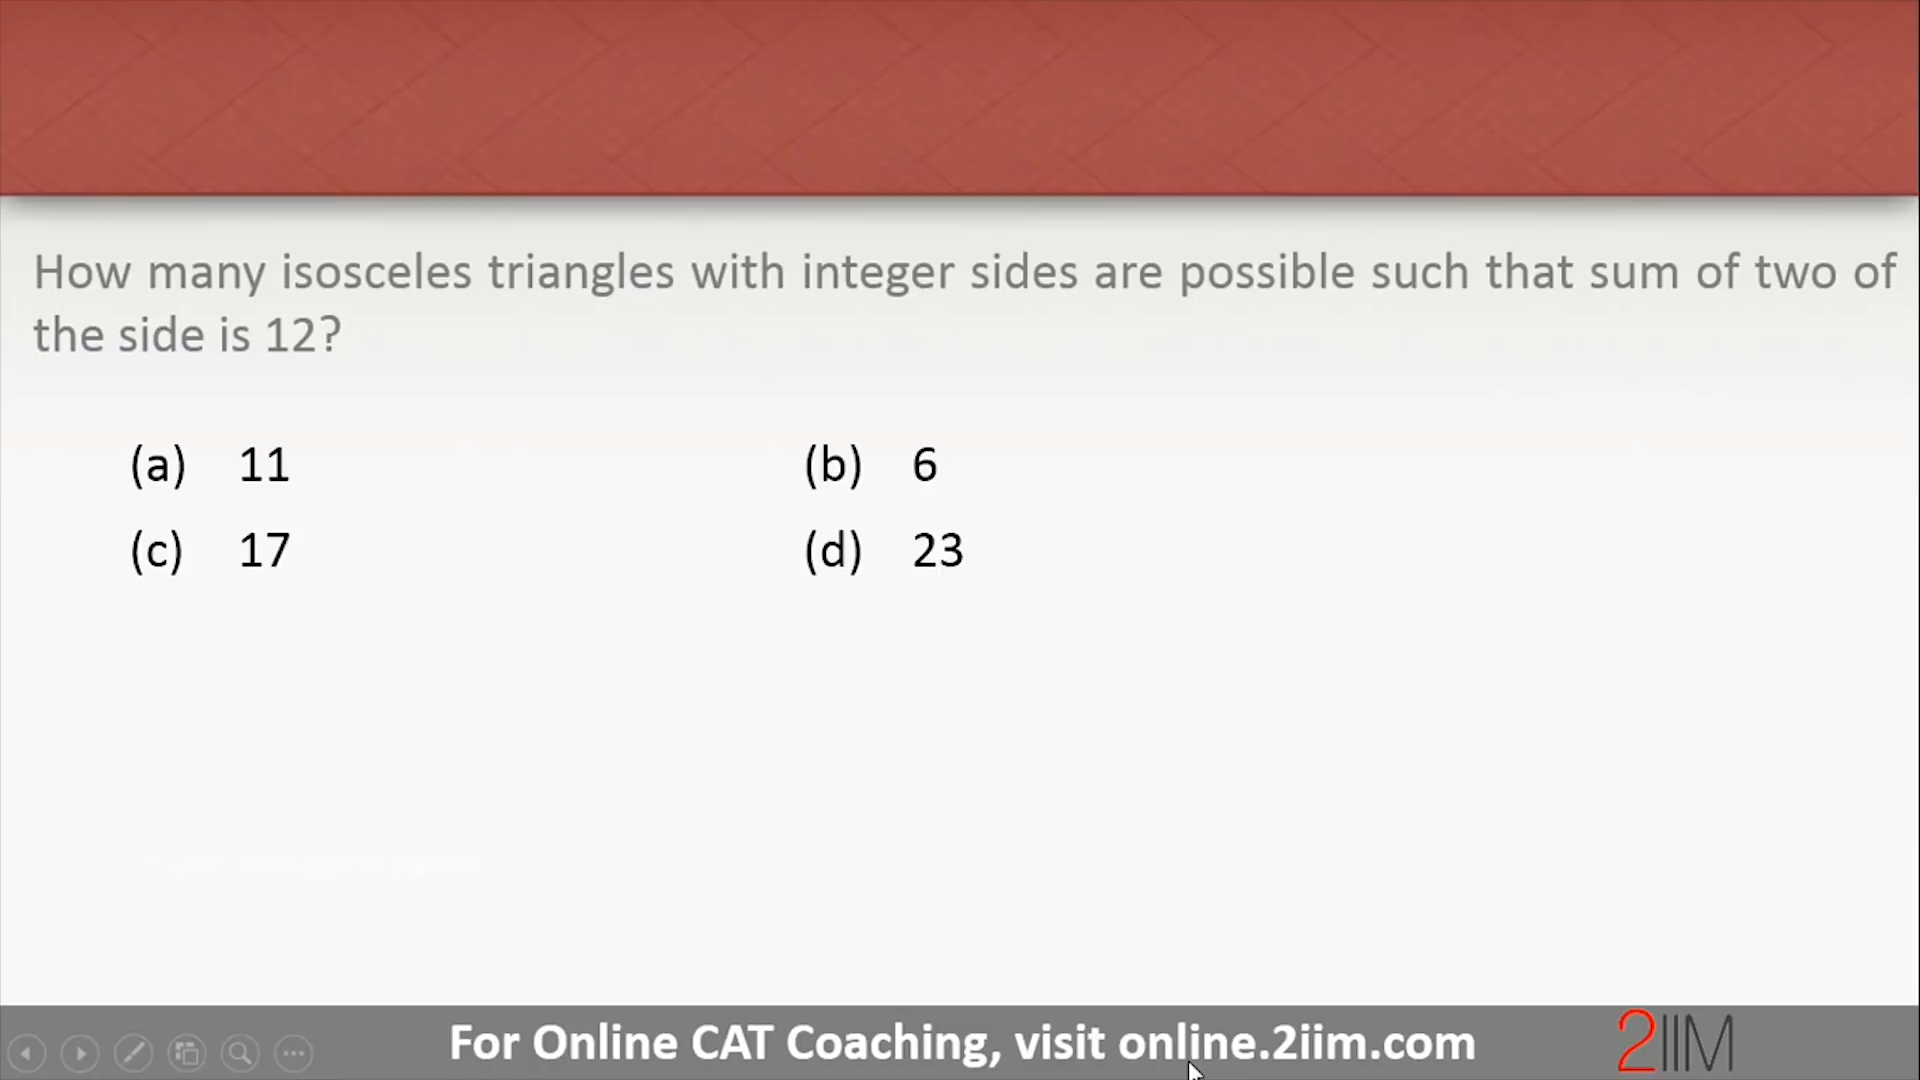 How many isosceles triangles with integer sides are possible such that sum of two of
the side is 12?
(a) 11 (b) 6
(c) 17 (d) 23
For Online CAT Coaching, visit online.2iim.com
2IIM